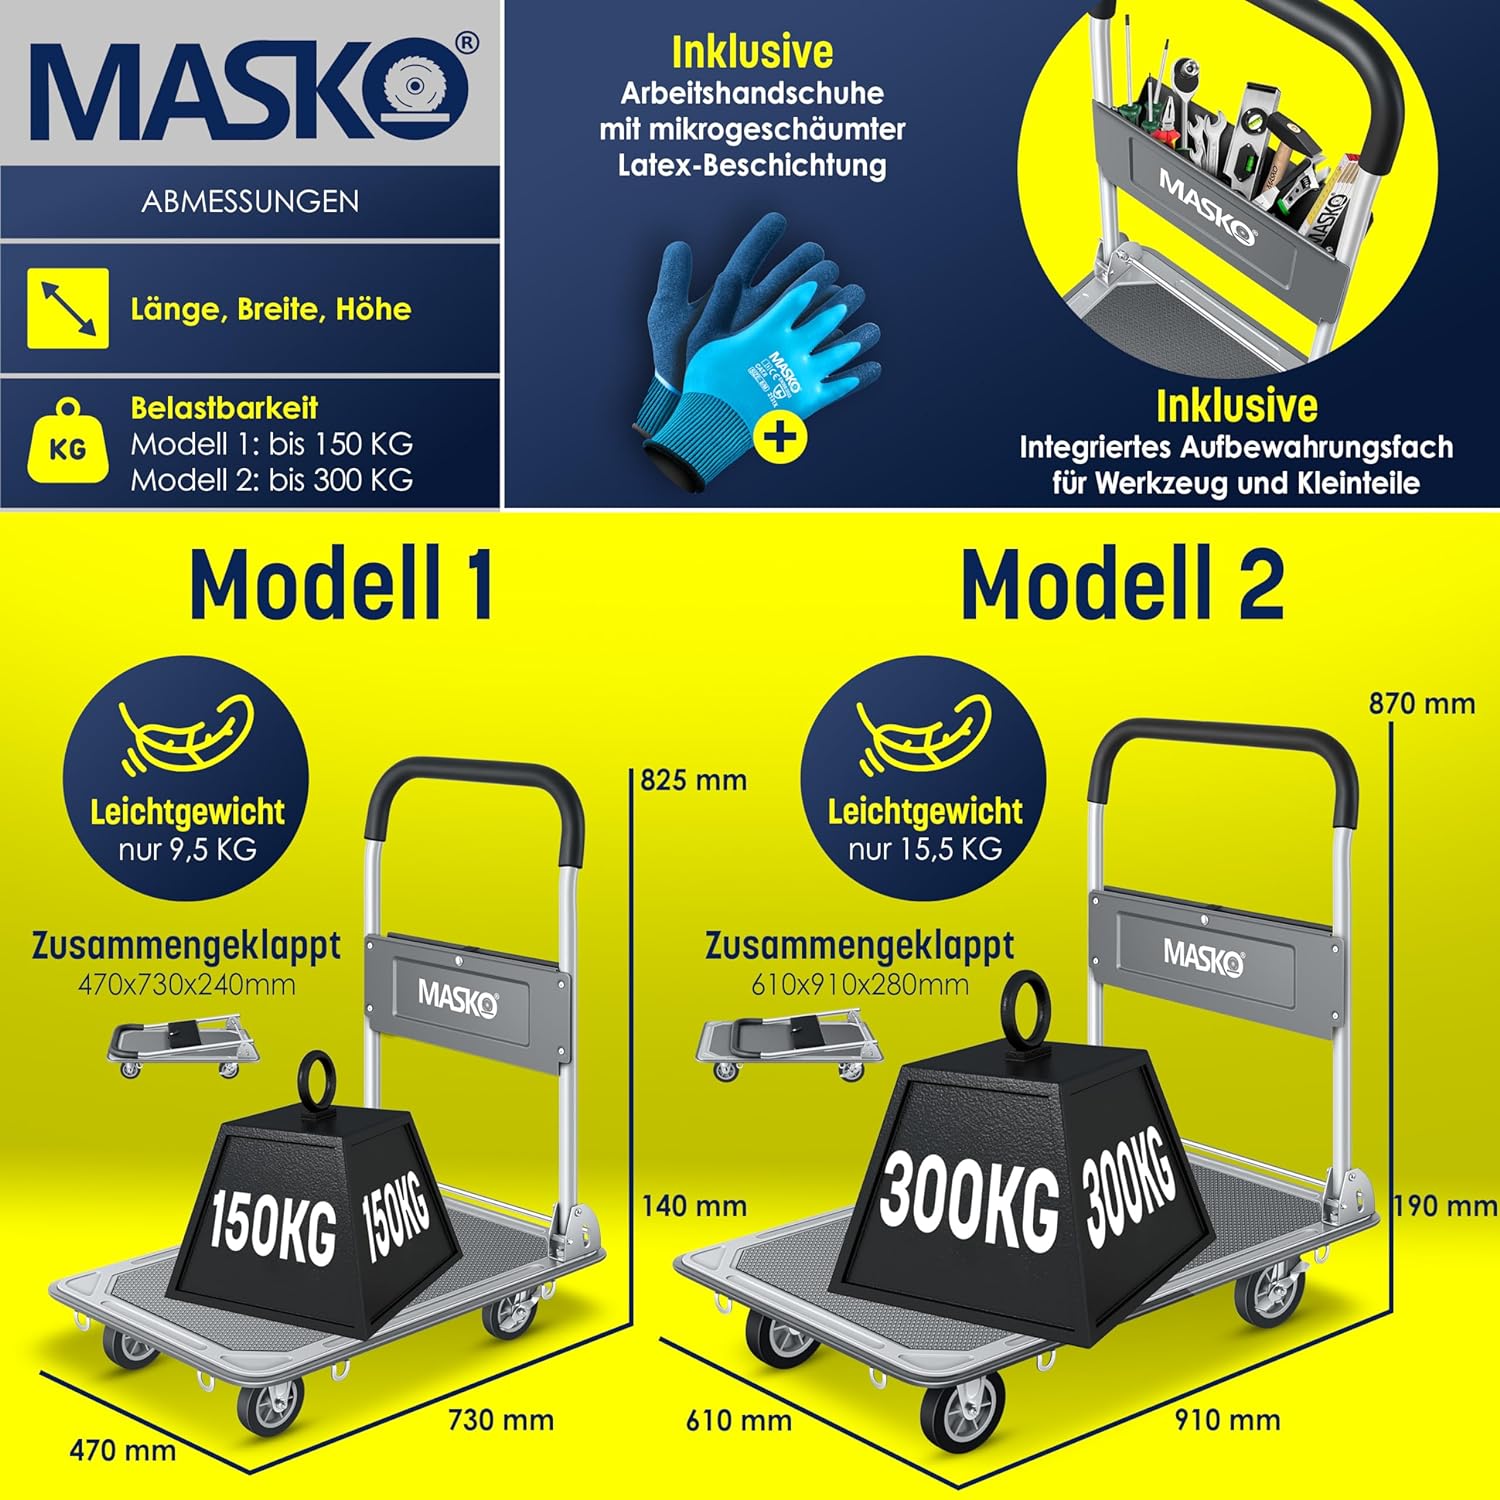 MASKO®
ABMESSUNGEN
Länge, Breite, Höhe
KG
Belastbarkeit
Modell 1: bis 150 KG
Modell 2: bis 300 KG
Inklusive
Arbeitshandschuhe
mit mikrogeschäumter
Latex-Beschichtung
MASKO
+
MASKO®
MASKO
MASKO
Inklusive
Integriertes Aufbewahrungsfach
für Werkzeug und Kleinteile
Modell 1
Leichtgewicht
nur 9,5 KG
Zusammengeklappt
470x730x240mm
MASKO®
150KG
150KG
825 mm
140 mm
730 mm
470 mm
Modell 2
Leichtgewicht
nur 15,5 KG
Zusammengeklappt
610x910x280mm
MASKO®
300KG
300KG
870 mm
190 mm
910 mm
610 mm